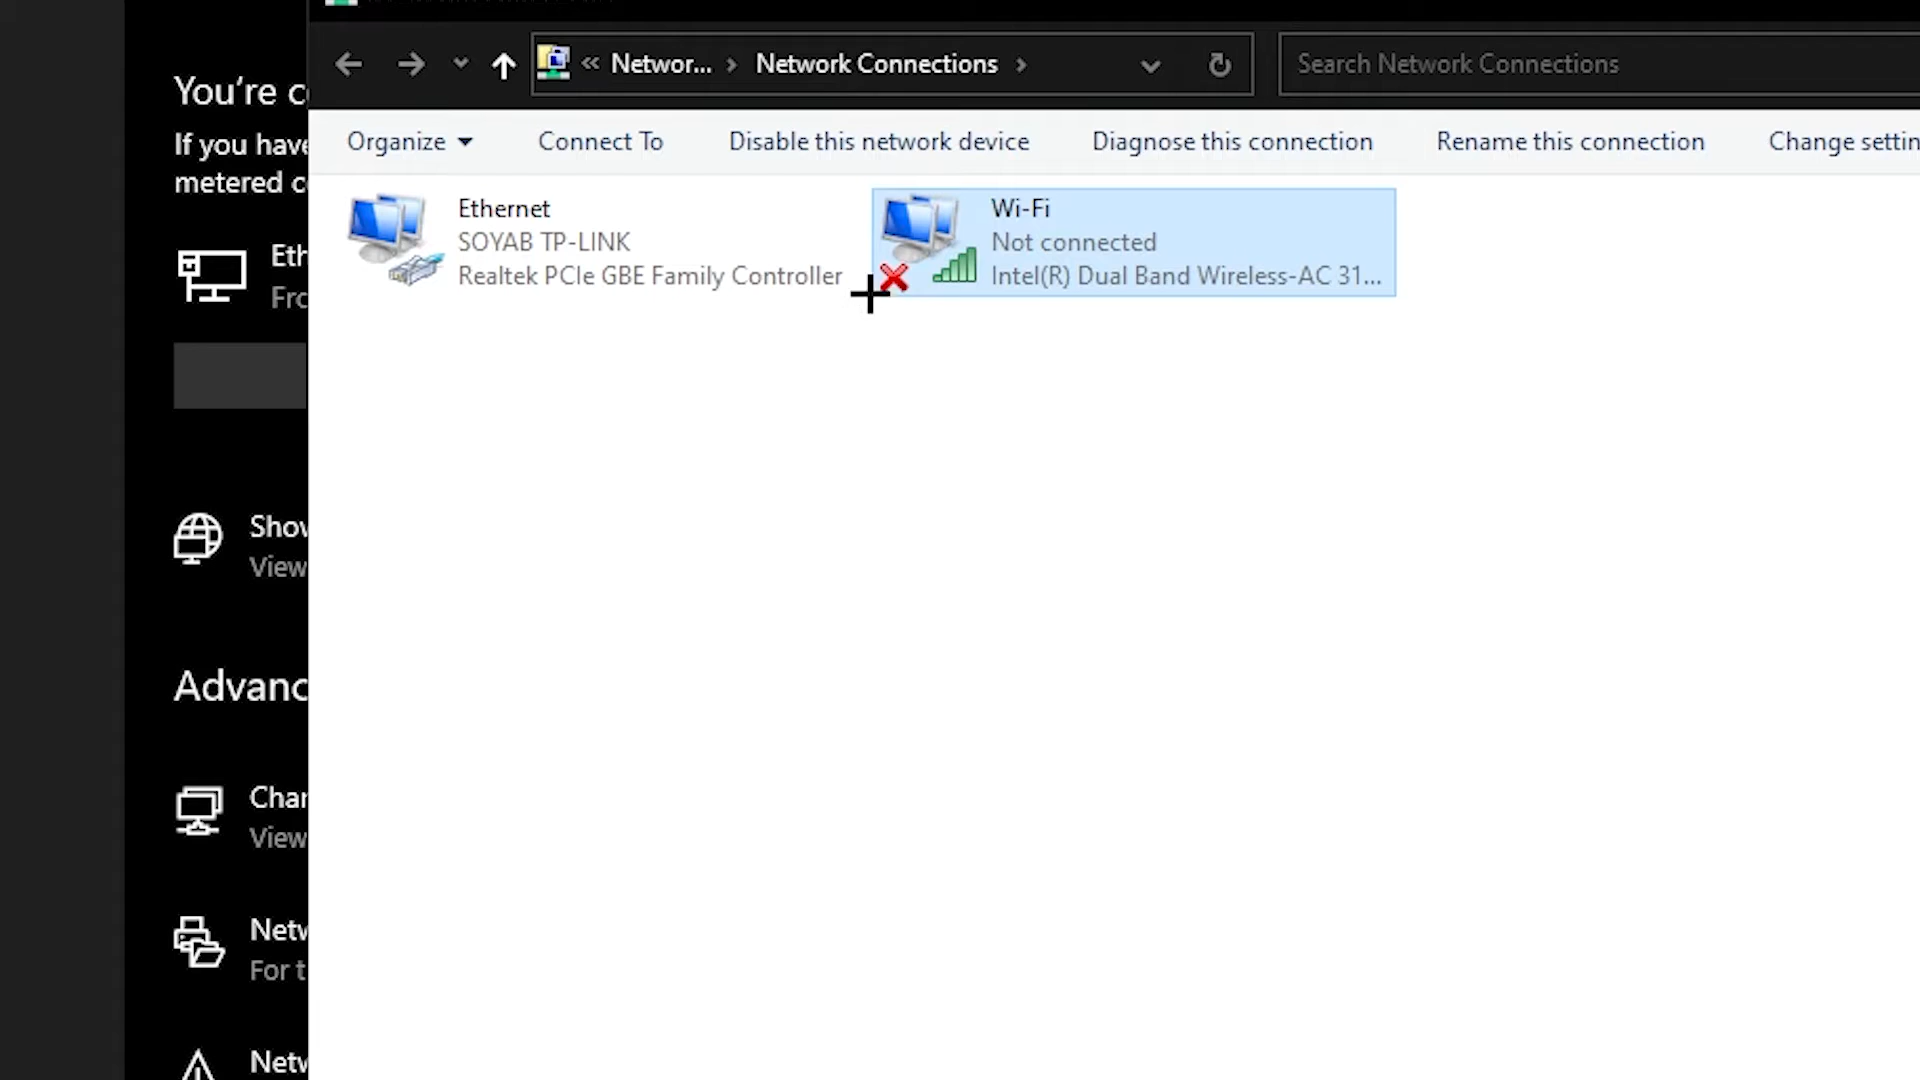 Networ...
Network Connections
Search Network Connections
Organize
Connect To
Disable this network device
Diagnose this connection
Rename this connection
Change settin
Ethernet
SOYAB TP-LINK
Realtek PCIe GBE Family Controller
Wi-Fi
Not connected
Intel(R) Dual Band Wireless-AC 31...
You're c
If you have
metered c
Eth
Fro
Show
View
Advanc
Chan
View
Netw
For t
Netw